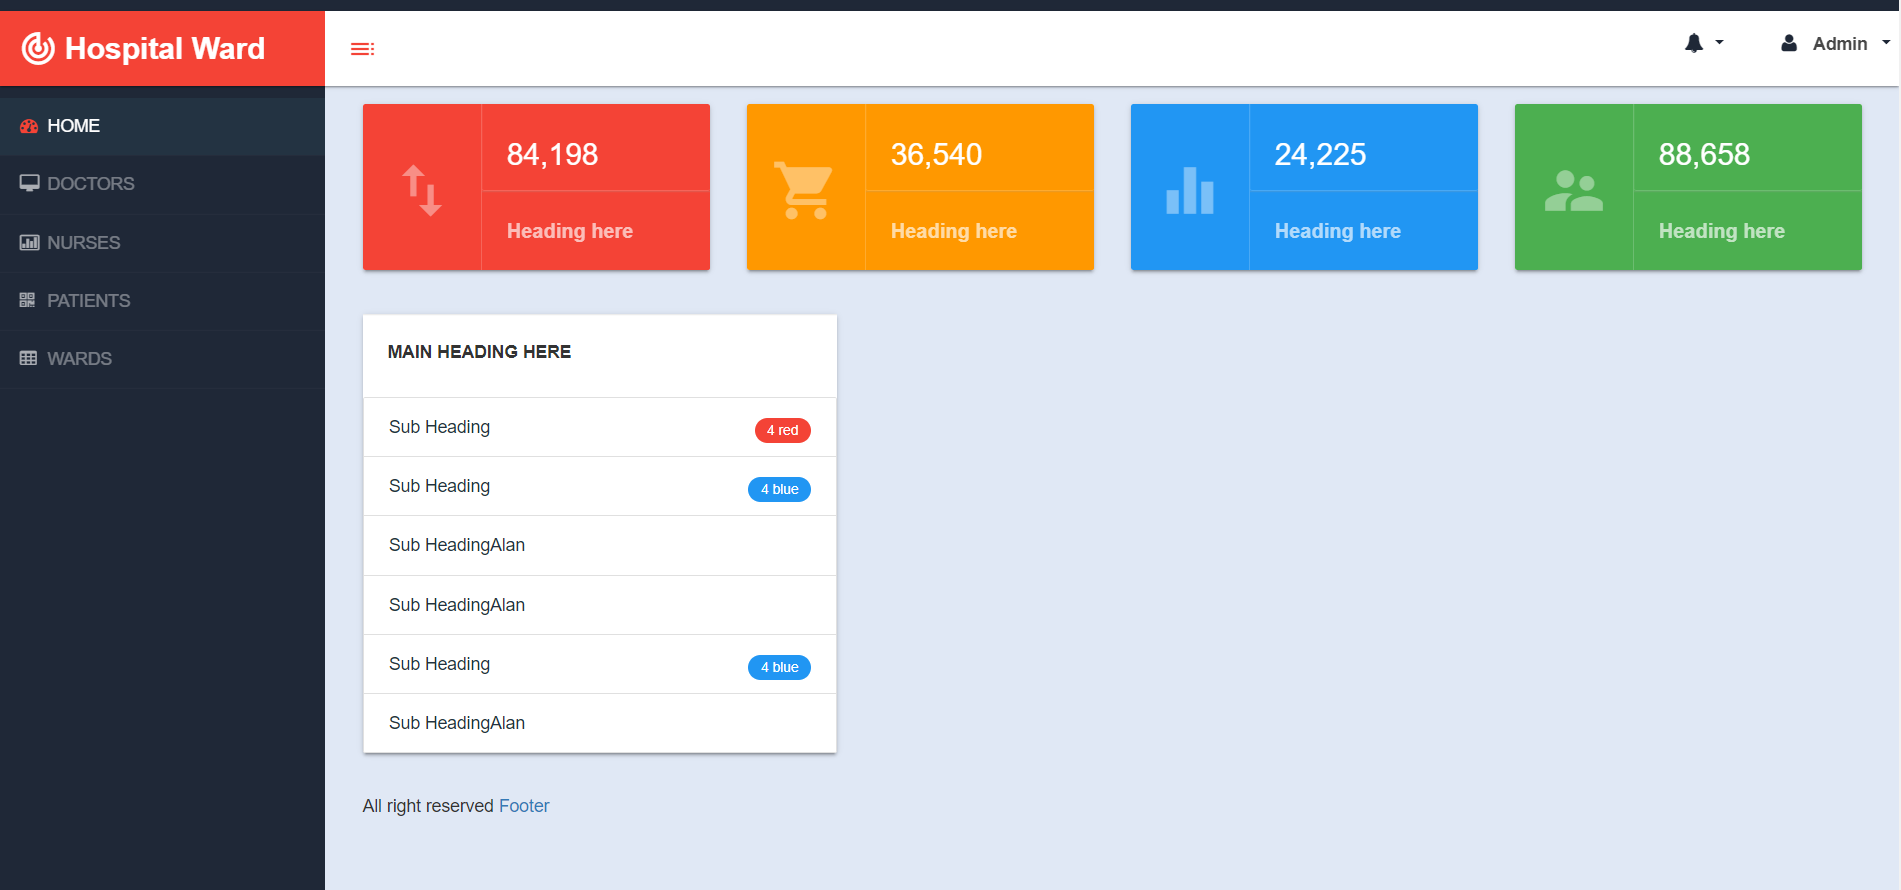 Hospital Ward
Admin
HOME
DOCTORS
NURSES
PATIENTS
WARDS
84,198
Heading here
36,540
Heading here
24,225
Heading here
88,658
Heading here
MAIN HEADING HERE
Sub Heading 4 red
Sub Heading 4 blue
Sub HeadingAlan
Sub HeadingAlan
Sub Heading 4 blue
Sub HeadingAlan
All right reserved Footer